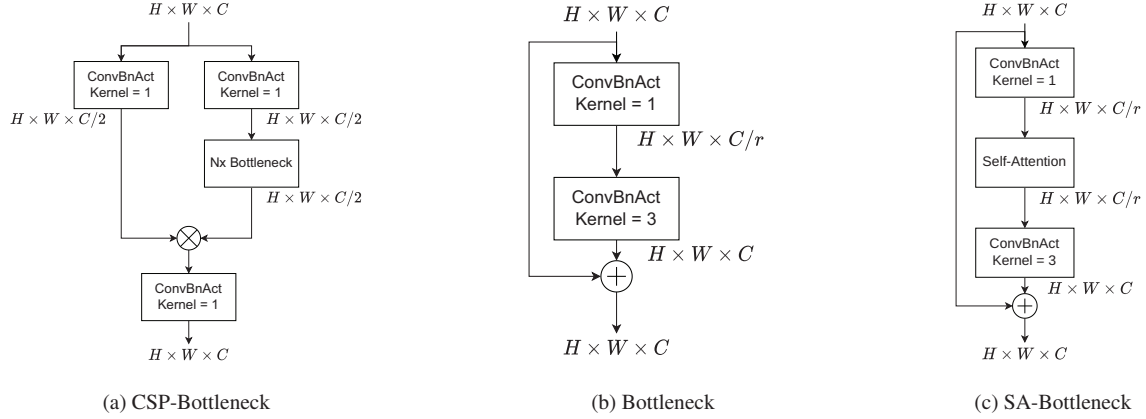 H × W × C
ConvBnAct
Kernel = 1
ConvBnAct
Kernel = 1
H × W × C/2
H × W × C/2
Nx Bottleneck
H × W × C/2
ConvBnAct
Kernel = 1
H × W × C
(a) CSP-Bottleneck
H × W × C
ConvBnAct
Kernel = 1
H × W × C/r
ConvBnAct
Kernel = 3
H × W × C
H × W × C
(b) Bottleneck
H × W × C
ConvBnAct
Kernel = 1
H × W × C/r
Self-Attention
H × W × C/r
ConvBnAct
Kernel = 3
H × W × C
H × W × C
(c) SA-Bottleneck